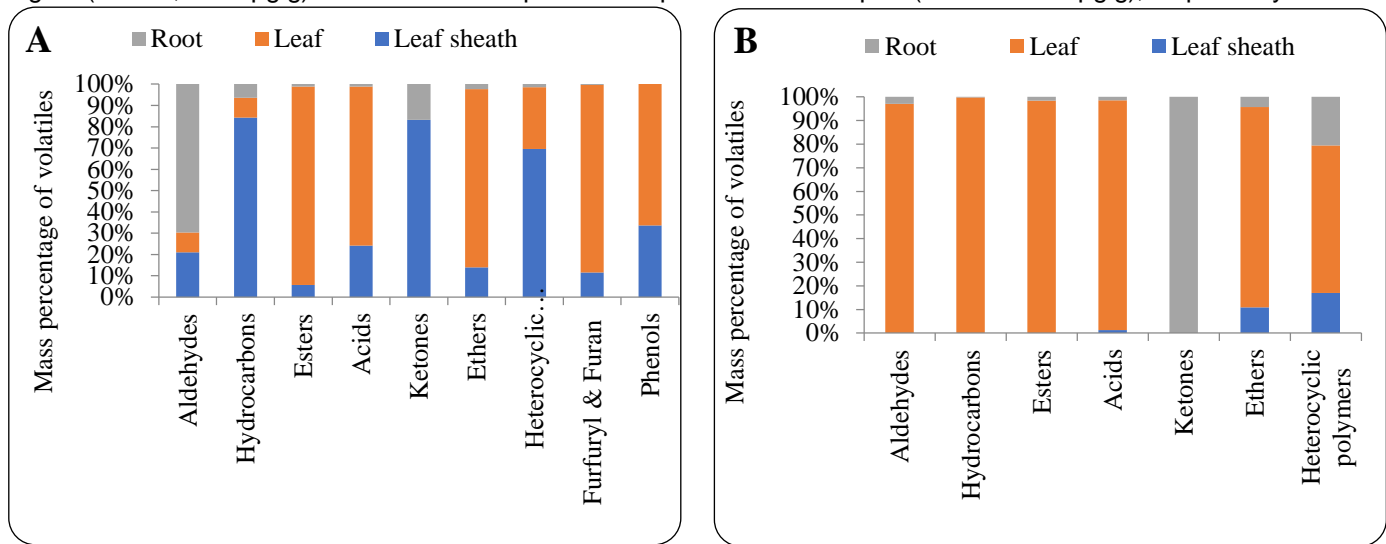 A
Root
Leaf
Leaf sheath
Mass percentage of volatiles
100%
90%
80%
70%
60%
50%
40%
30%
20%
10%
0%
Aldehydes
Hydrocarbons
Esters
Acids
Ketones
Ethers
Heterocyclic…
Furfuryl & Furan
Phenols
B
Root
Leaf
Leaf sheath
Mass percentage of volatiles
100%
90%
80%
70%
60%
50%
40%
30%
20%
10%
0%
Aldehydes
Hydrocarbons
Esters
Acids
Ketones
Ethers
Heterocyclic
polymers